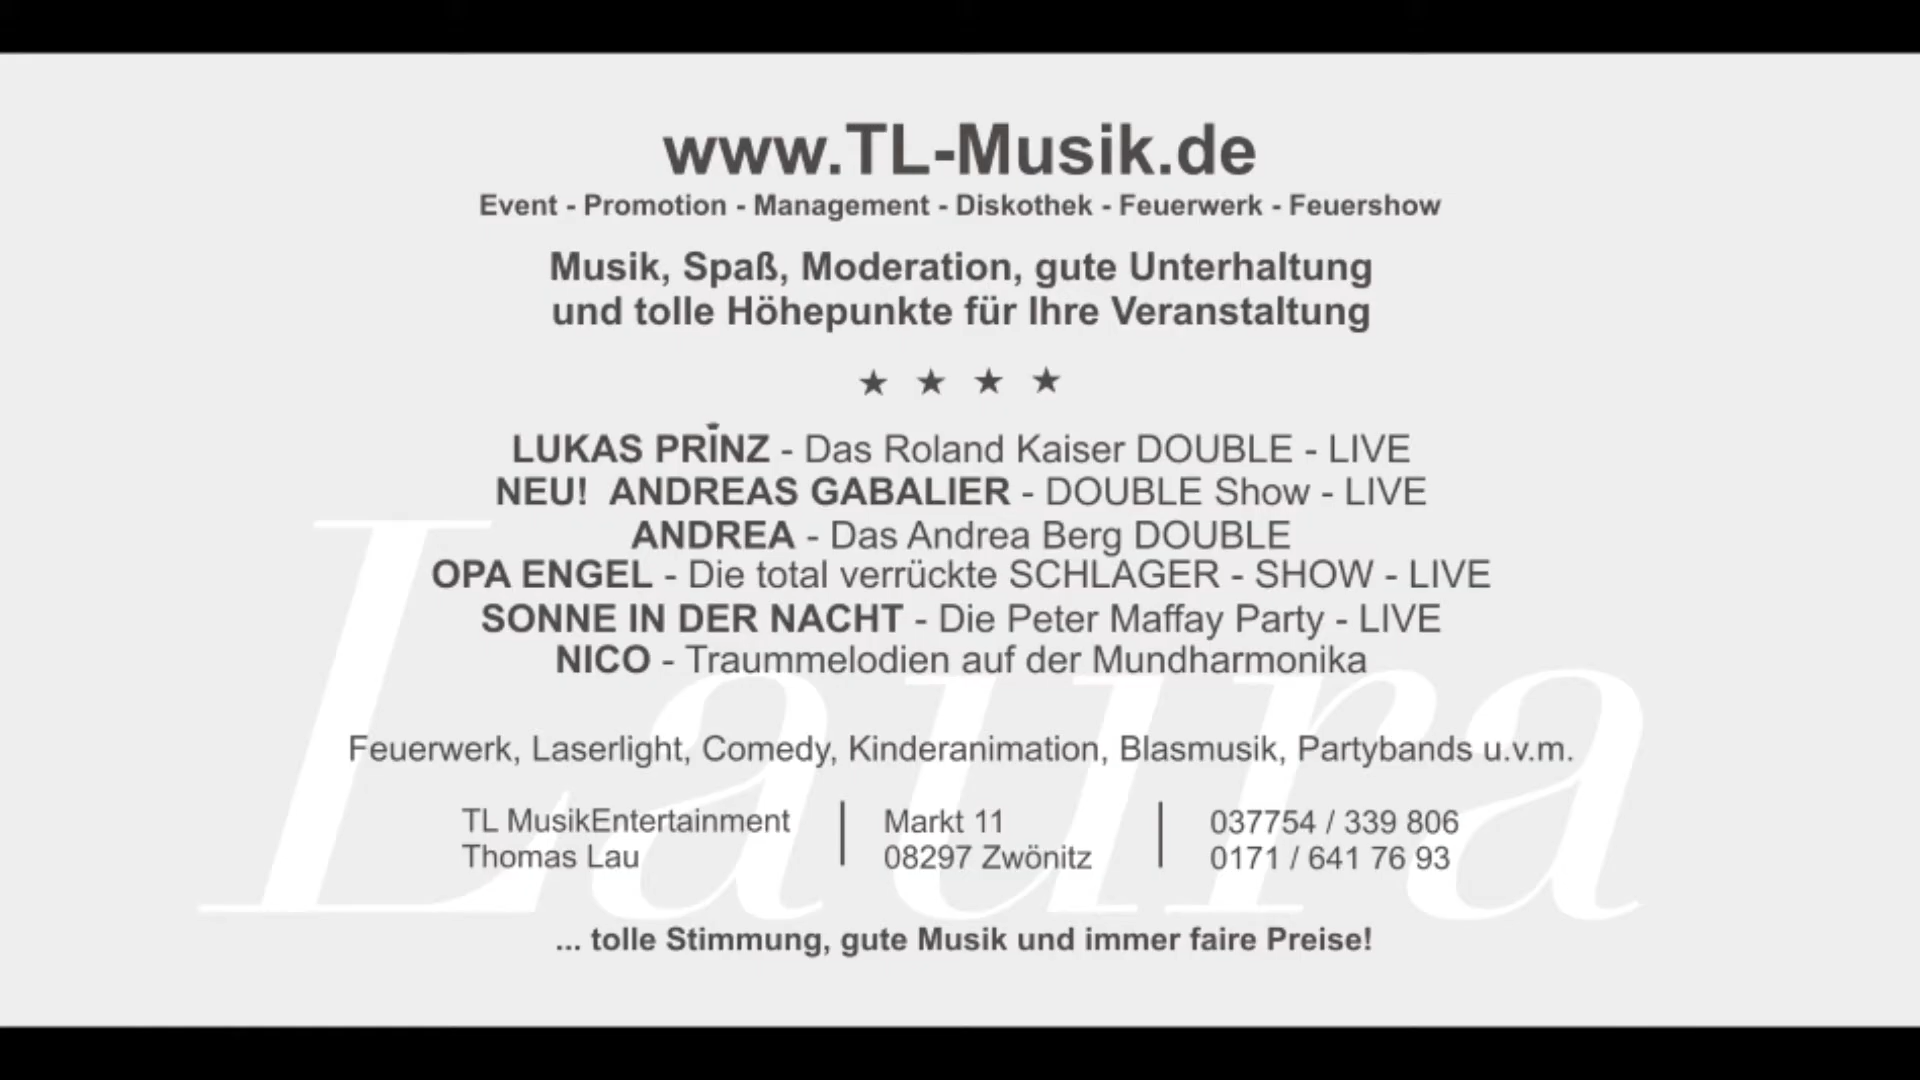 www.TL-Musik.de
Event - Promotion - Management - Diskothek - Feuerwerk - Feuershow
Musik, Spaß, Moderation, gute Unterhaltung
und tolle Höhepunkte für Ihre Veranstaltung
★ ★ ★ ★
LUKAS PRINZ - Das Roland Kaiser DOUBLE - LIVE
NEU! ANDREAS GABALIER - DOUBLE Show - LIVE
ANDREA - Das Andrea Berg DOUBLE
OPA ENGEL - Die total verrückte SCHLAGER - SHOW - LIVE
SONNE IN DER NACHT - Die Peter Maffay Party - LIVE
NICO - Traummelodien auf der Mundharmonika
Laura
Feuerwerk, Laserlight, Comedy, Kinderanimation, Blasmusik, Partybands u.v.m.
TL MusikEntertainment | Markt 11 | 037754 / 339 806
Thomas Lau | 08297 Zwönitz | 0171 / 641 76 93
... tolle Stimmung, gute Musik und immer faire Preise!